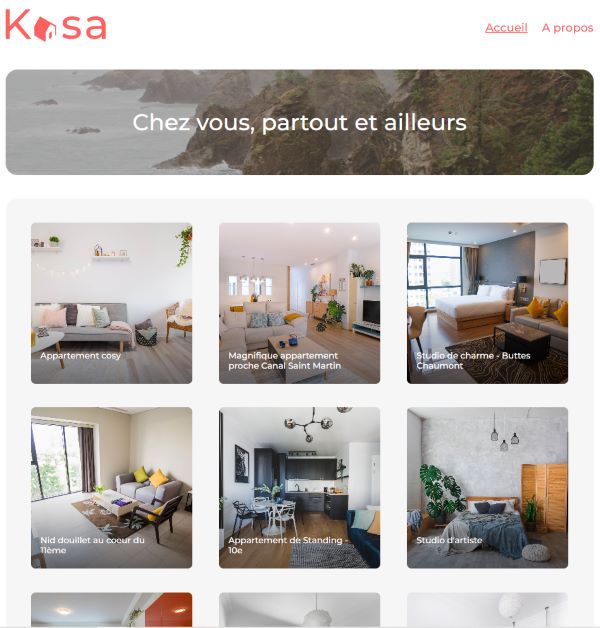 Kasa
Accueil A propos
Chez vous, partout et ailleurs
Appartement cosy
Magnifique appartement
proche Canal Saint Martin
Studio de charme - Buttes
Chaumont
Nid douillet au coeur du
11ème
Appartement de Standing -
10e
Studio d'artiste